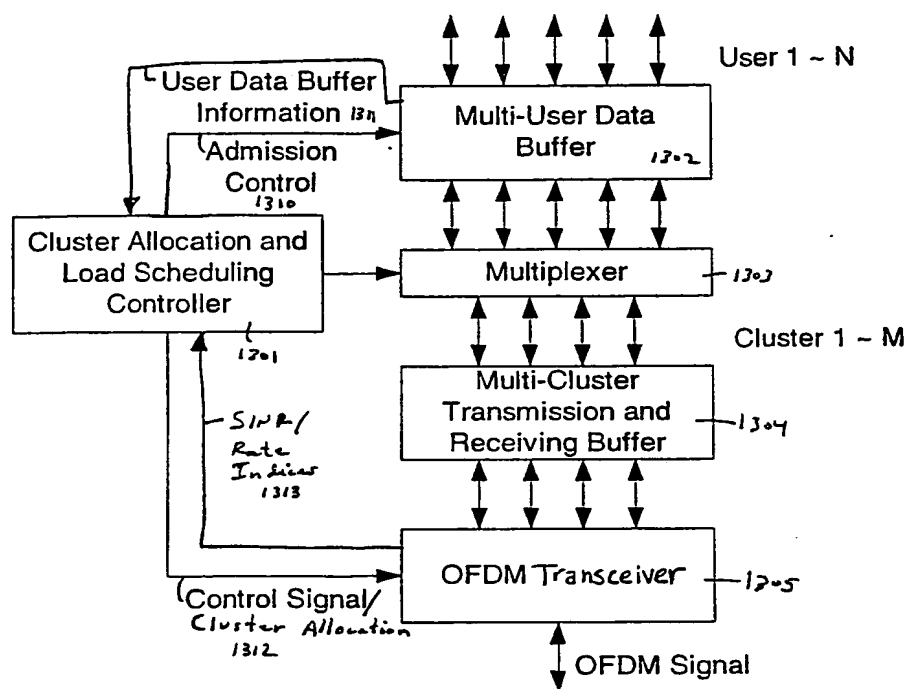 User 1 ~ N
User Data Buffer
Information 1311
Multi-User Data
Buffer
1302
Admission
Control
1310
Cluster Allocation and
Load Scheduling
Controller
1301
Multiplexer
1303
Cluster 1 ~ M
Multi-Cluster
Transmission and
Receiving Buffer
1304
SINR/
Rate
Indices
1313
OFDM Transceiver
1305
Control Signal/
Cluster Allocation
1312
OFDM Signal